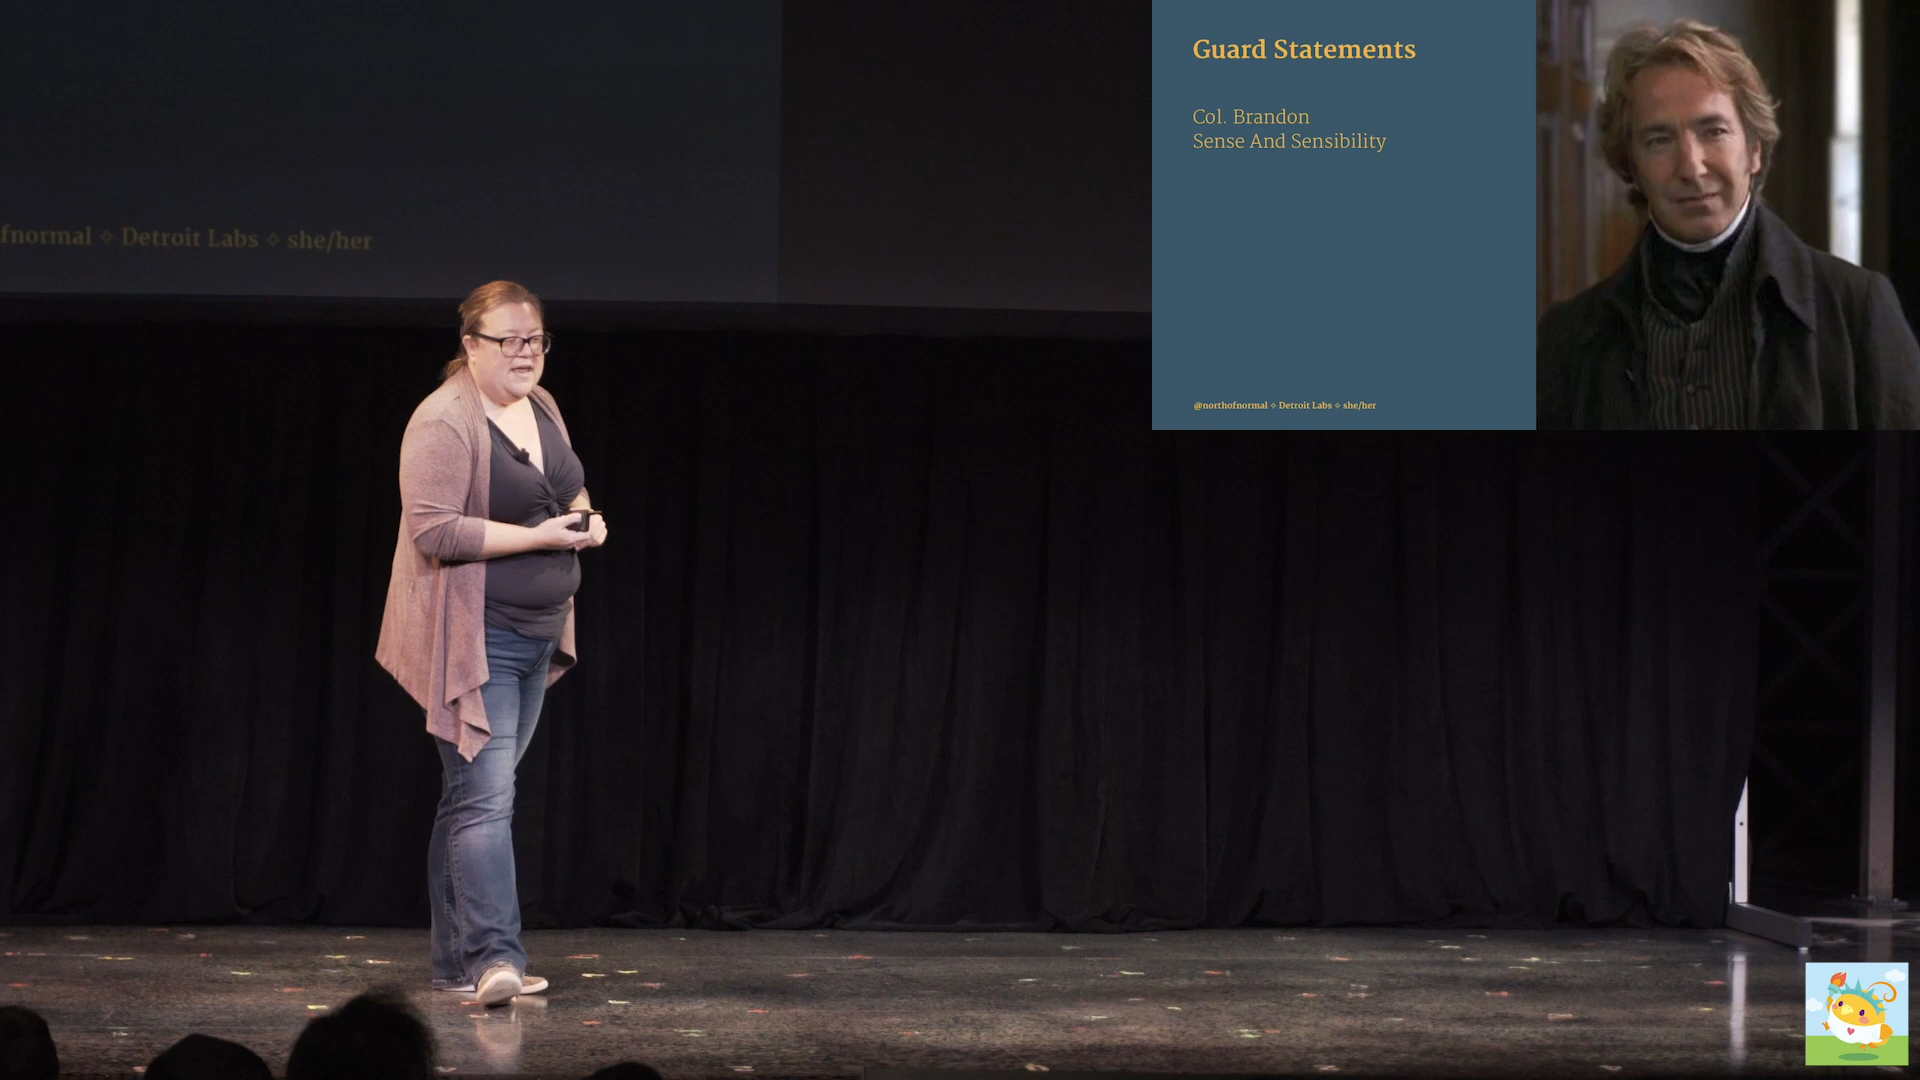 Guard Statements
Col. Brandon
Sense And Sensibility
@northofnormal ⟡ Detroit Labs ⟡ she/her
fnormal ⟡ Detroit Labs ⟡ she/her